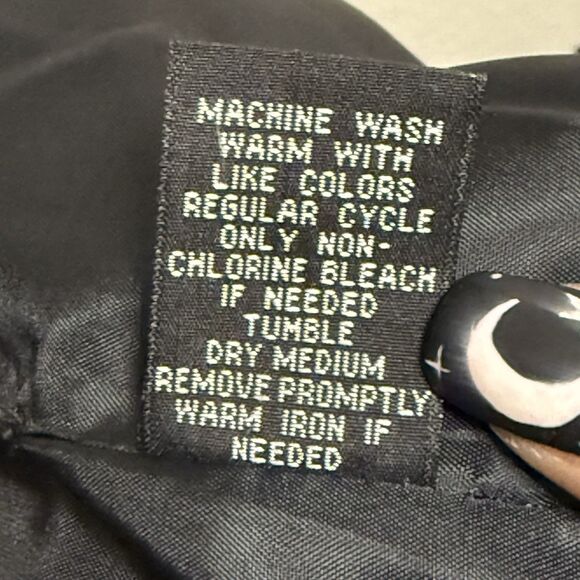 MACHINE WASH
WARM WITH
LIKE COLORS
REGULAR CYCLE
ONLY NON-
CHLORINE BLEACH
IF NEEDED
TUMBLE
DRY MEDIUM
REMOVE PROMPTLY
WARM IRON IF
NEEDED